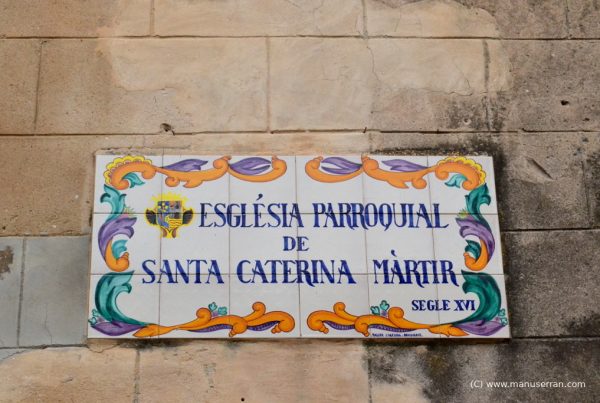 ESGLÉSIA PARROQUIAL
DE
SANTA CATERINA MÀRTIR
SEGLE XVI
(C) www.manuserran.com